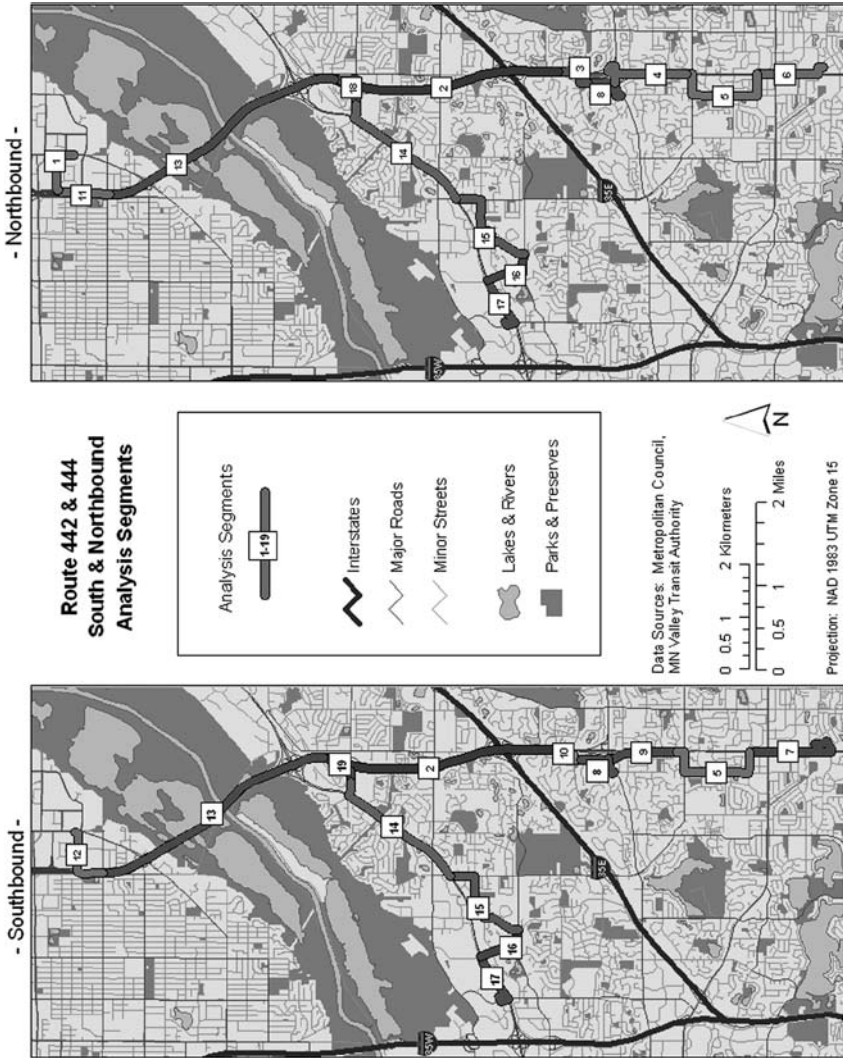 - Southbound -
12
13
19
14
2
15
16
17
10
8
9
5
7
35E
35W
Route 442 & 444
South & Northbound
Analysis Segments
Analysis Segments
1-19
Interstates
Major Roads
Minor Streets
Lakes & Rivers
Parks & Preserves
Data Sources: Metropolitan Council,
MN Valley Transit Authority
0 0.5 1 2 Kilometers
0 0.5 1 2 Miles
N
Projection: NAD 1983 UTM Zone 15
- Northbound -
1
11
13
18
14
2
15
16
17
3
8
4
5
6
35E
35W